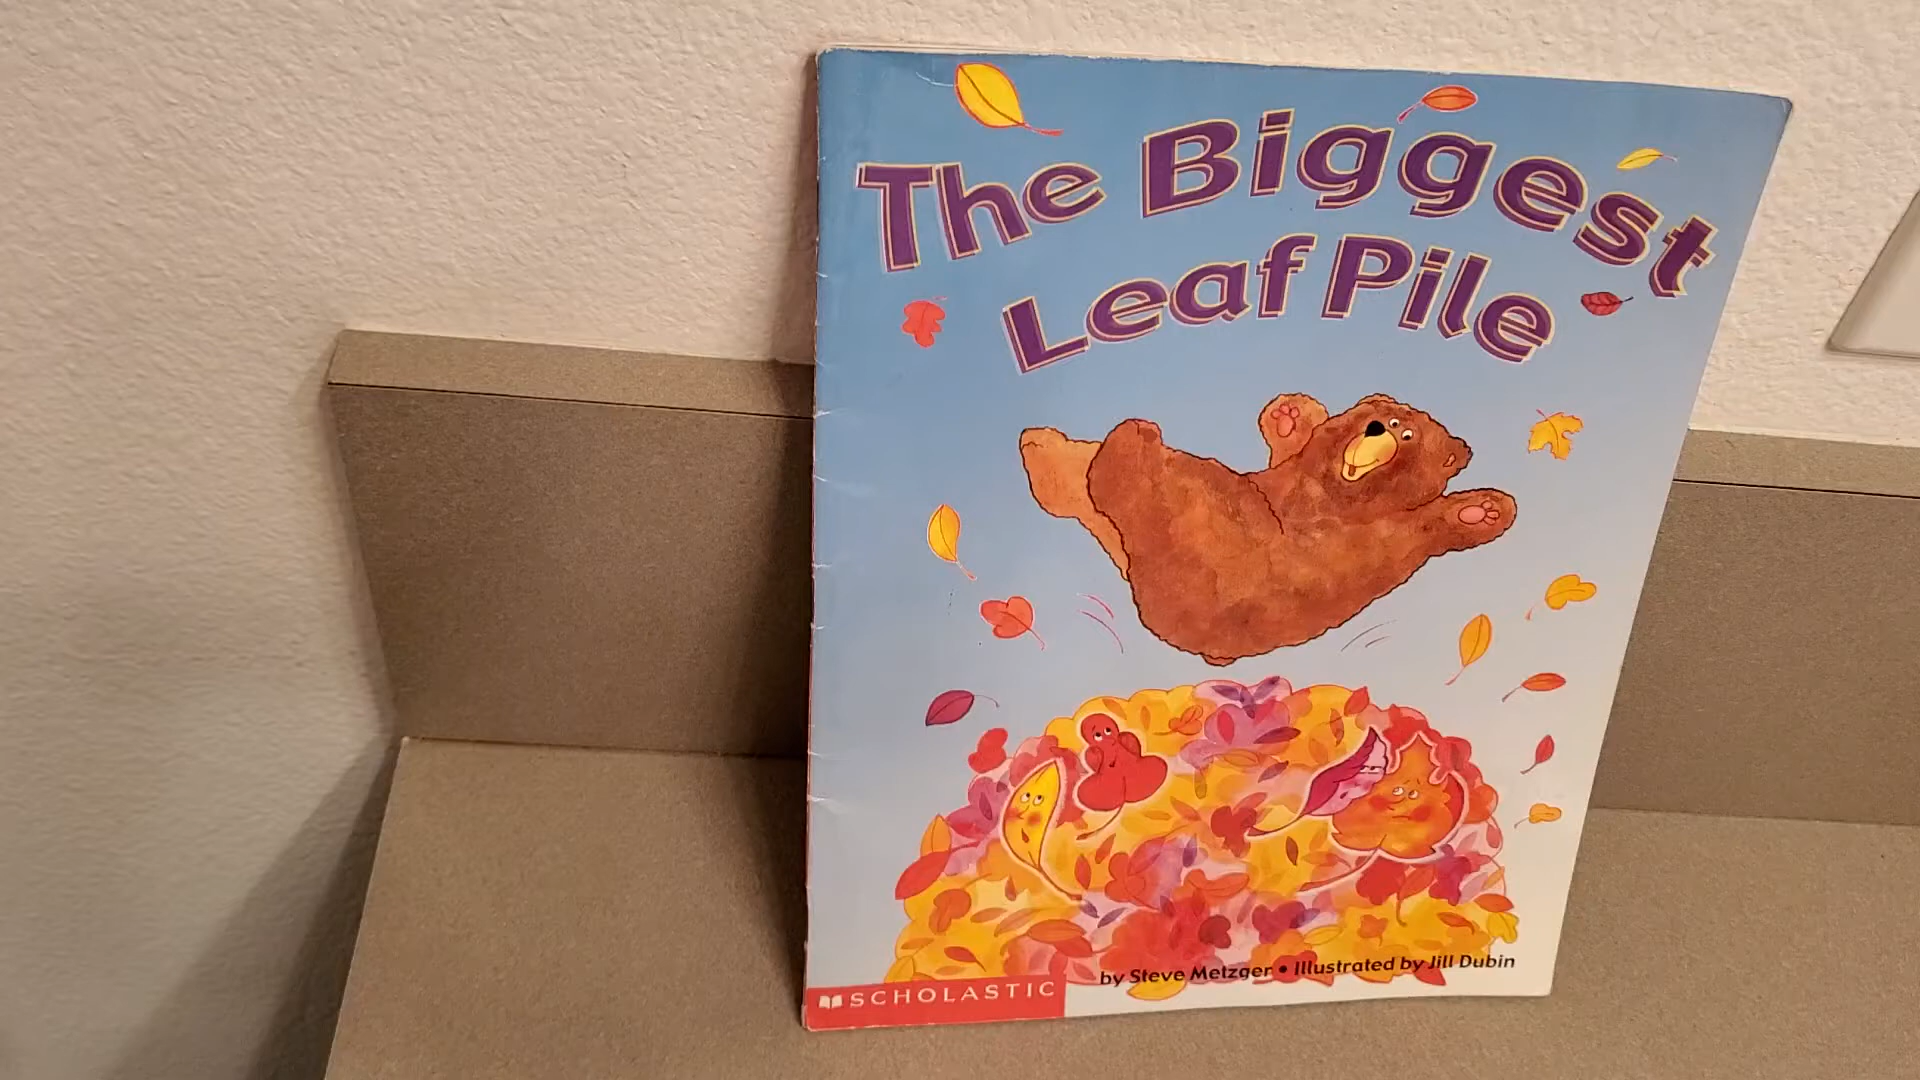 The Biggest
Leaf Pile
by Steve Metzger • Illustrated by Jill Dubin
SCHOLASTIC